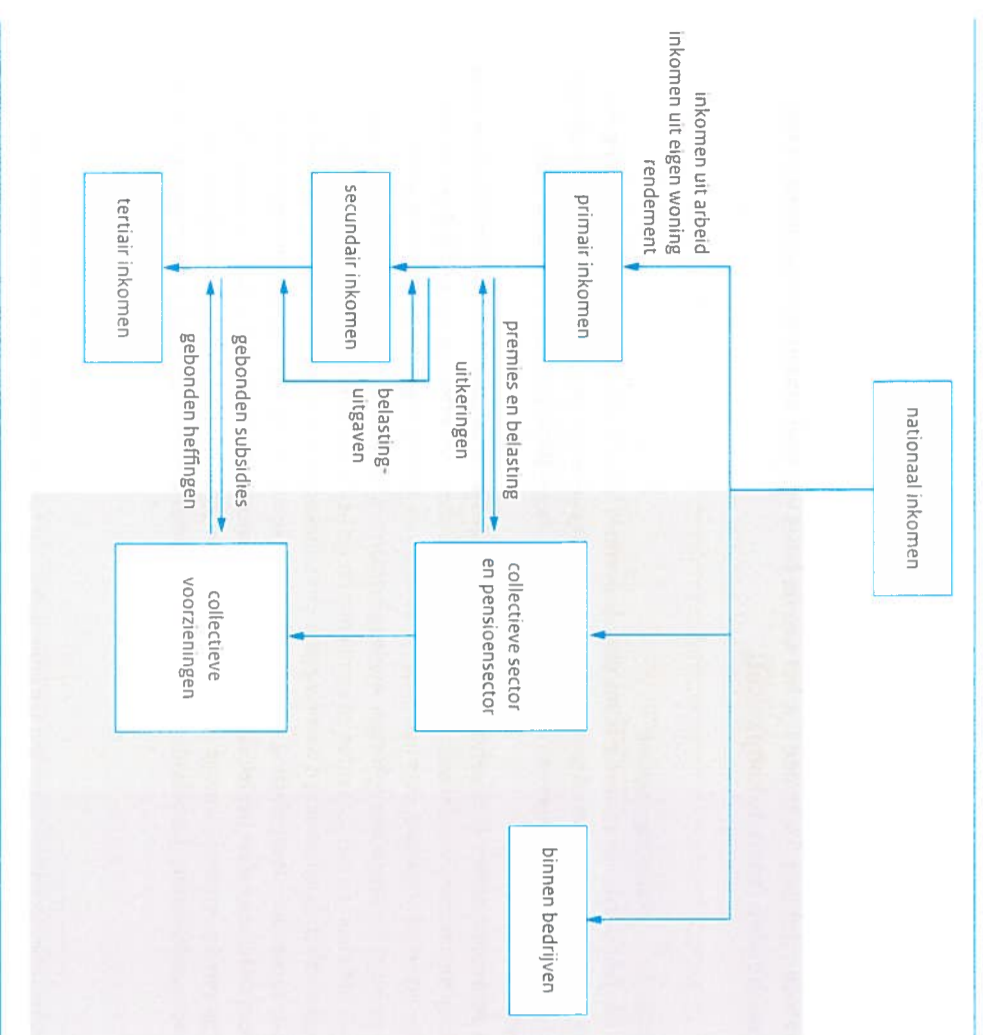 nationaal inkomen
inkomen uit arbeid
inkomen uit eigen woning
rendement
primair inkomen
premies en belasting
uitkeringen
collectieve sector
en pensioensector
binnen bedrijven
secundair inkomen
belasting-
uitgaven
gebonden subsidies
gebonden heffingen
collectieve
voorzieningen
tertiair inkomen